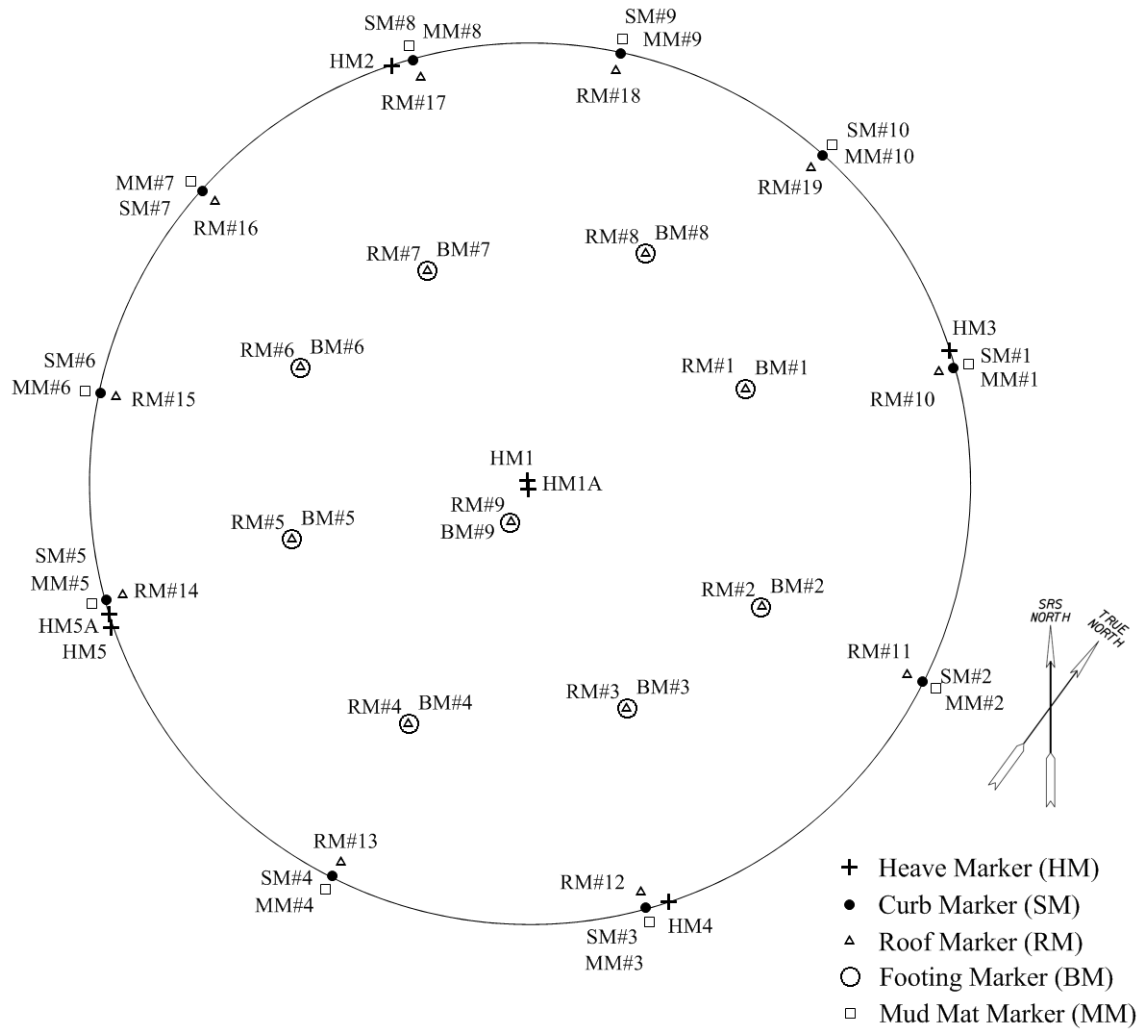 SM#8
MM#8
HM2
RM#17
SM#9
MM#9
RM#18
SM#10
MM#10
RM#19
MM#7
SM#7
RM#16
RM#7 BM#7
RM#8 BM#8
HM3
SM#1
MM#1
RM#10
RM#6 BM#6
RM#1 BM#1
SM#6
MM#6
RM#15
HM1
HM1A
RM#9
BM#9
RM#5 BM#5
SM#5
MM#5
RM#14
HM5A
HM5
RM#2 BM#2
RM#11
SM#2
MM#2
SRS
NORTH
TRUE
NORTH
RM#4 BM#4
RM#3 BM#3
RM#13
SM#4
MM#4
RM#12
SM#3
MM#3
HM4
Heave Marker (HM)
Curb Marker (SM)
Roof Marker (RM)
Footing Marker (BM)
Mud Mat Marker (MM)